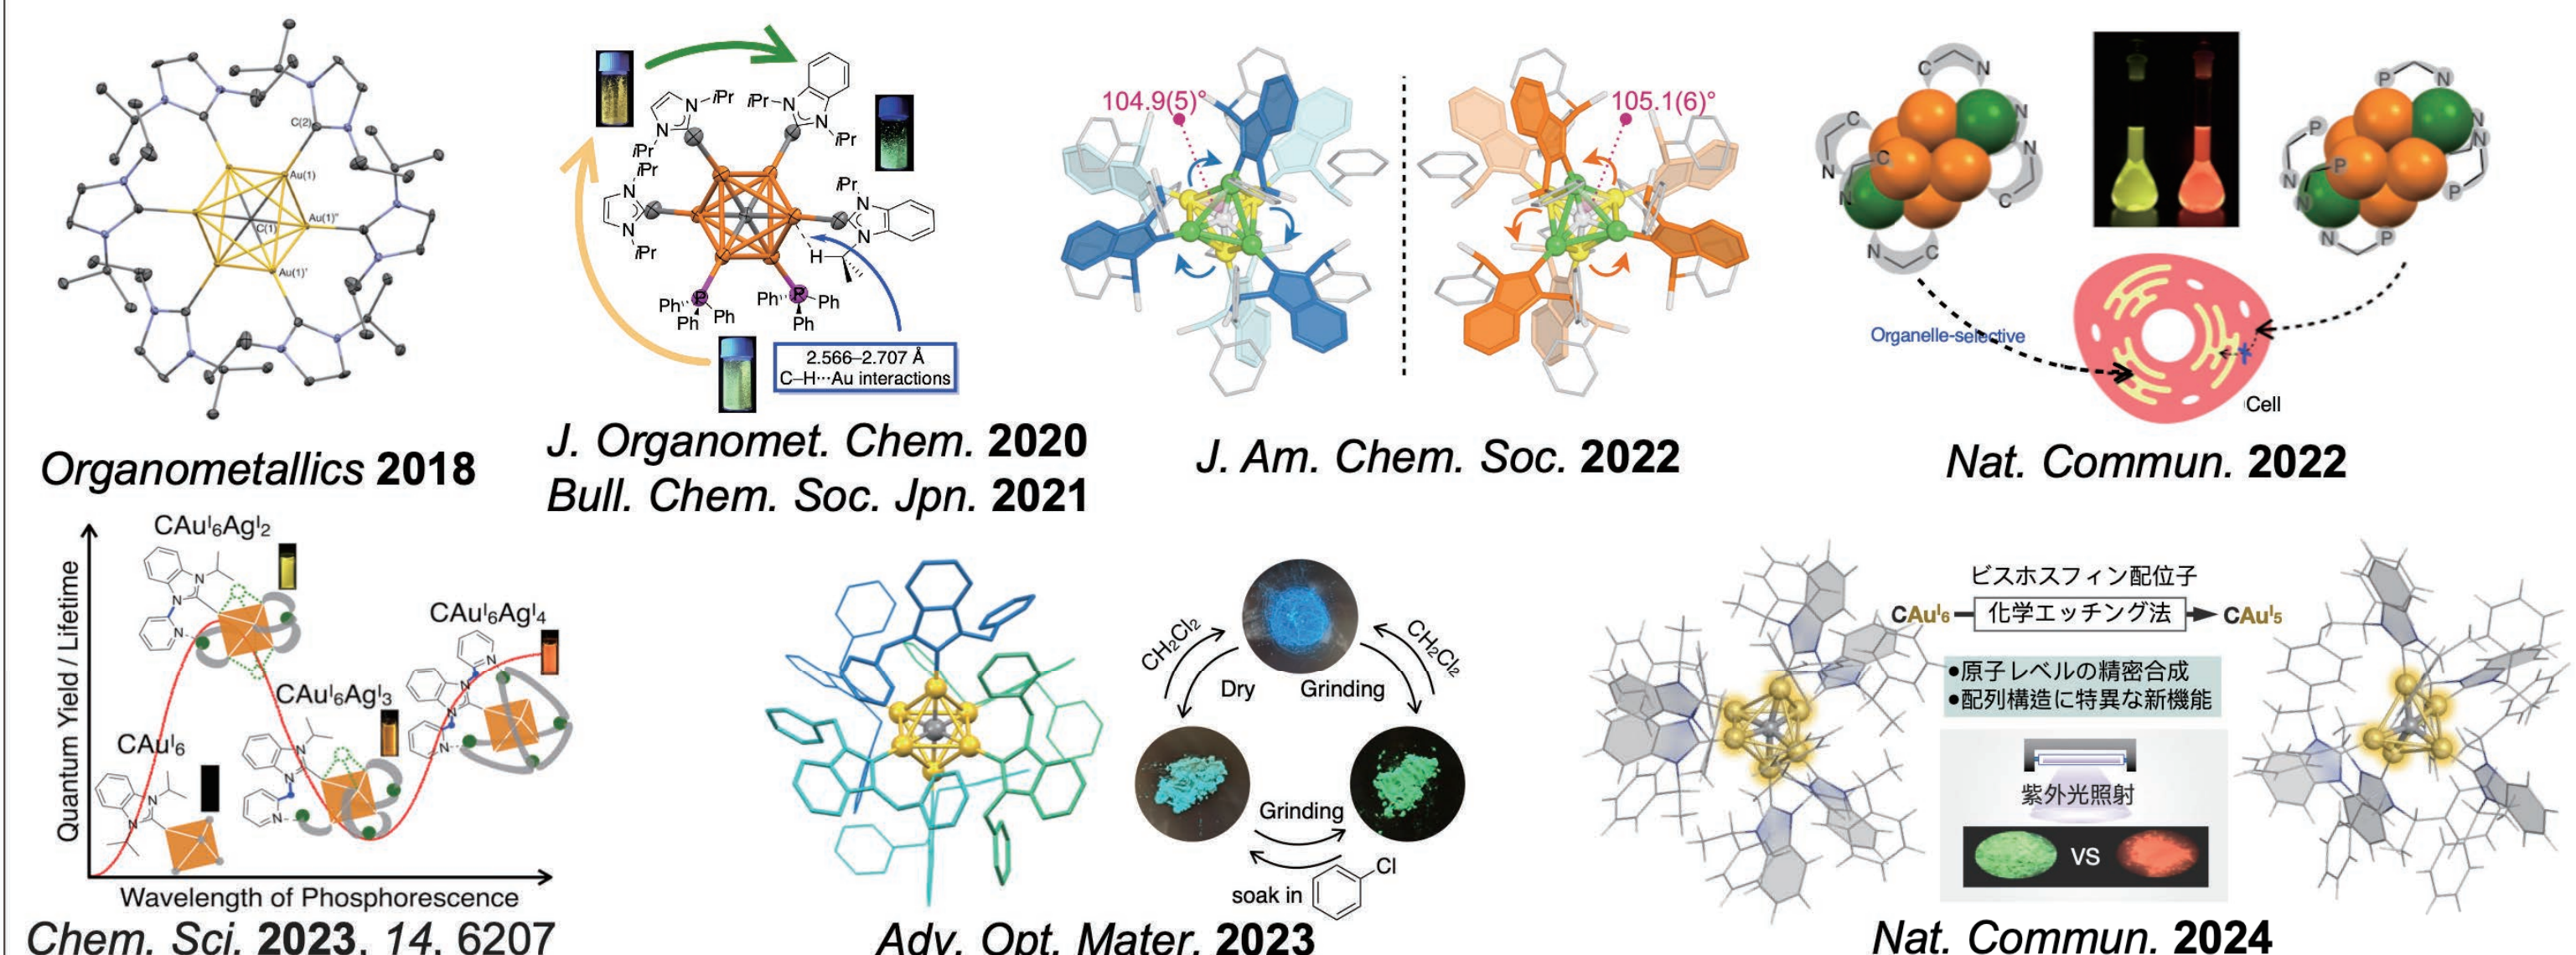 C(2)
Au(1)
Au(1)"
C(1)
Au(1)'
Organometallics 2018
iPr
N
N
iPr
iPr
N
N
iPr
iPr
N
N
iPr
iPr
N
N
H
P
Ph
Ph
Ph
P
Ph
Ph
Ph
2.566–2.707 Å
C–H···Au interactions
J. Organomet. Chem. 2020
Bull. Chem. Soc. Jpn. 2021
104.9(5)°
105.1(6)°
J. Am. Chem. Soc. 2022
C
N
C
N
N
C
N
C
N
C
P
N
P
N
P
N
N
P
N
P
Organelle-selective
Cell
Nat. Commun. 2022
Quantum Yield / Lifetime
CAuI6AgI2
N
N
N
CAuI6
N
N
CAuI6AgI3
N
N
N
CAuI6AgI4
N
N
N
N
Wavelength of Phosphorescence
Chem. Sci. 2023, 14, 6207
CH2Cl2
CH2Cl2
Dry
Grinding
Grinding
soak in
Cl
Adv. Opt. Mater. 2023
ビスホスフィン配位子
CAuI6
化学エッチング法
CAuI5
●原子レベルの精密合成
●配列構造に特異な新機能
紫外光照射
VS
Nat. Commun. 2024